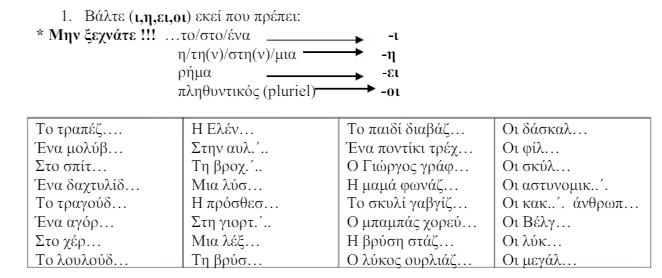 1. Βάλτε (ι,η,ει,οι) εκεί που πρέπει:
* Μην ξεχνάτε !!! …το/στο/ένα -ι
η/τη(ν)/στη(ν)/μια -η
ρήμα -ει
πληθυντικός (pluriel) -οι
Το τραπέζ…. Η Ελέν… Το παιδί διαβάζ… Οι δάσκαλ…
Ένα μολύβ… Στην αυλ.΄.. Ένα ποντίκι τρέχ… Οι φίλ…
Στο σπίτ… Τη βροχ.΄.. Ο Γιώργος γράφ… Οι σκύλ…
Ένα δαχτυλίδ… Μια λύσ… Η μαμά φωνάζ… Οι αστυνομικ..΄.
Το τραγούδ… Η πρόσθεσ… Το σκυλί γαβγίζ… Οι κακ..΄. άνθρωπ…
Ένα αγόρ… Στη γιορτ.΄.. Ο μπαμπάς χορεύ… Οι Βέλγ…
Στο χέρ… Μια λέξ… Η βρύση στάζ… Οι λύκ…
Το λουλούδ… Τη βρύσ… Ο λύκος ουρλιάζ… Οι μεγάλ…